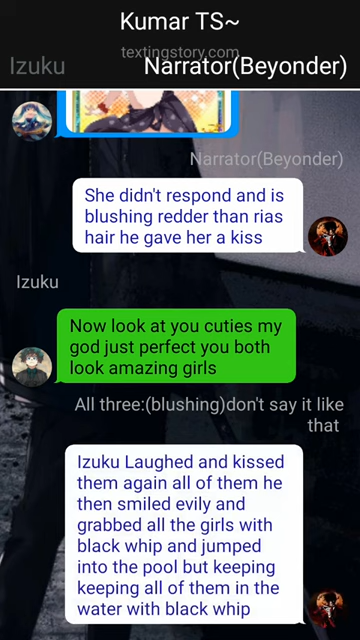 Kumar TS~
textingstory.com
Izuku
Narrator(Beyonder)
Narrator(Beyonder)
She didn't respond and is
blushing redder than rias
hair he gave her a kiss
Izuku
Now look at you cuties my
god just perfect you both
look amazing girls
All three:(blushing)don't say it like
that
Izuku Laughed and kissed
them again all of them he
then smiled evily and
grabbed all the girls with
black whip and jumped
into the pool but keeping
keeping all of them in the
water with black whip